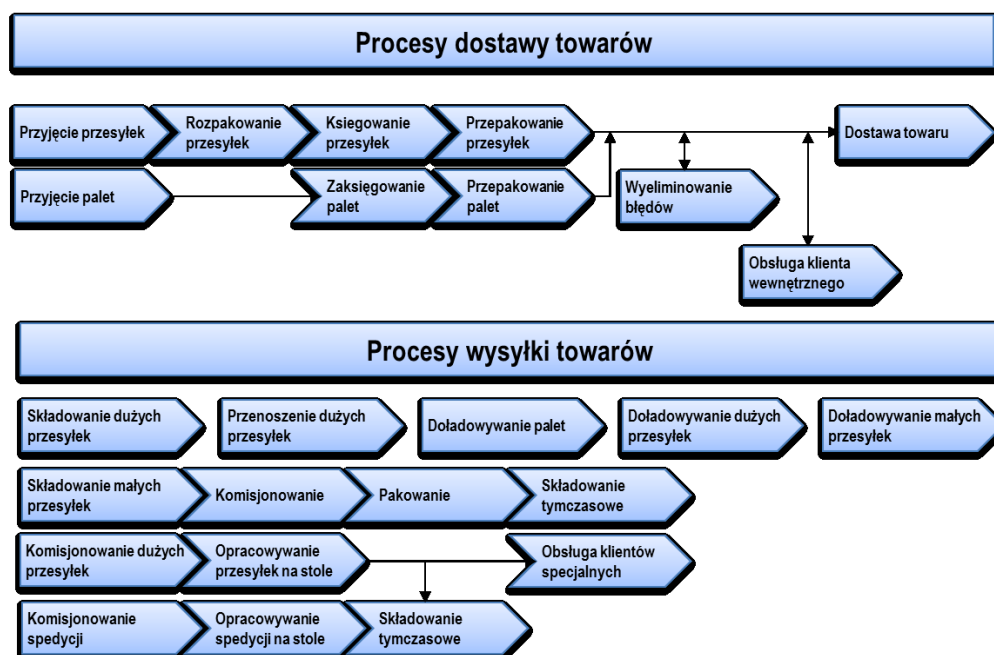 Procesy dostawy towarów
Przyjęcie przesyłek
Rozpakowanie
przesyłek
Ksiegowanie
przesyłek
Przepakowanie
przesyłek
Dostawa towaru
Przyjęcie palet
Zaksięgowanie
palet
Przepakowanie
palet
Wyeliminowanie
błędów
Obsługa klienta
wewnętrznego
Procesy wysyłki towarów
Składowanie dużych
przesyłek
Przenoszenie dużych
przesyłek
Doładowywanie palet
Doładowywanie dużych
przesyłek
Doładowywanie małych
przesyłek
Składowanie małych
przesyłek
Komisjonowanie
Pakowanie
Składowanie
tymczasowe
Komisjonowanie dużych
przesyłek
Opracowywanie
przesyłek na stole
Obsługa klientów
specjalnych
Komisjonowanie
spedycji
Opracowywanie
spedycji na stole
Składowanie
tymczasowe